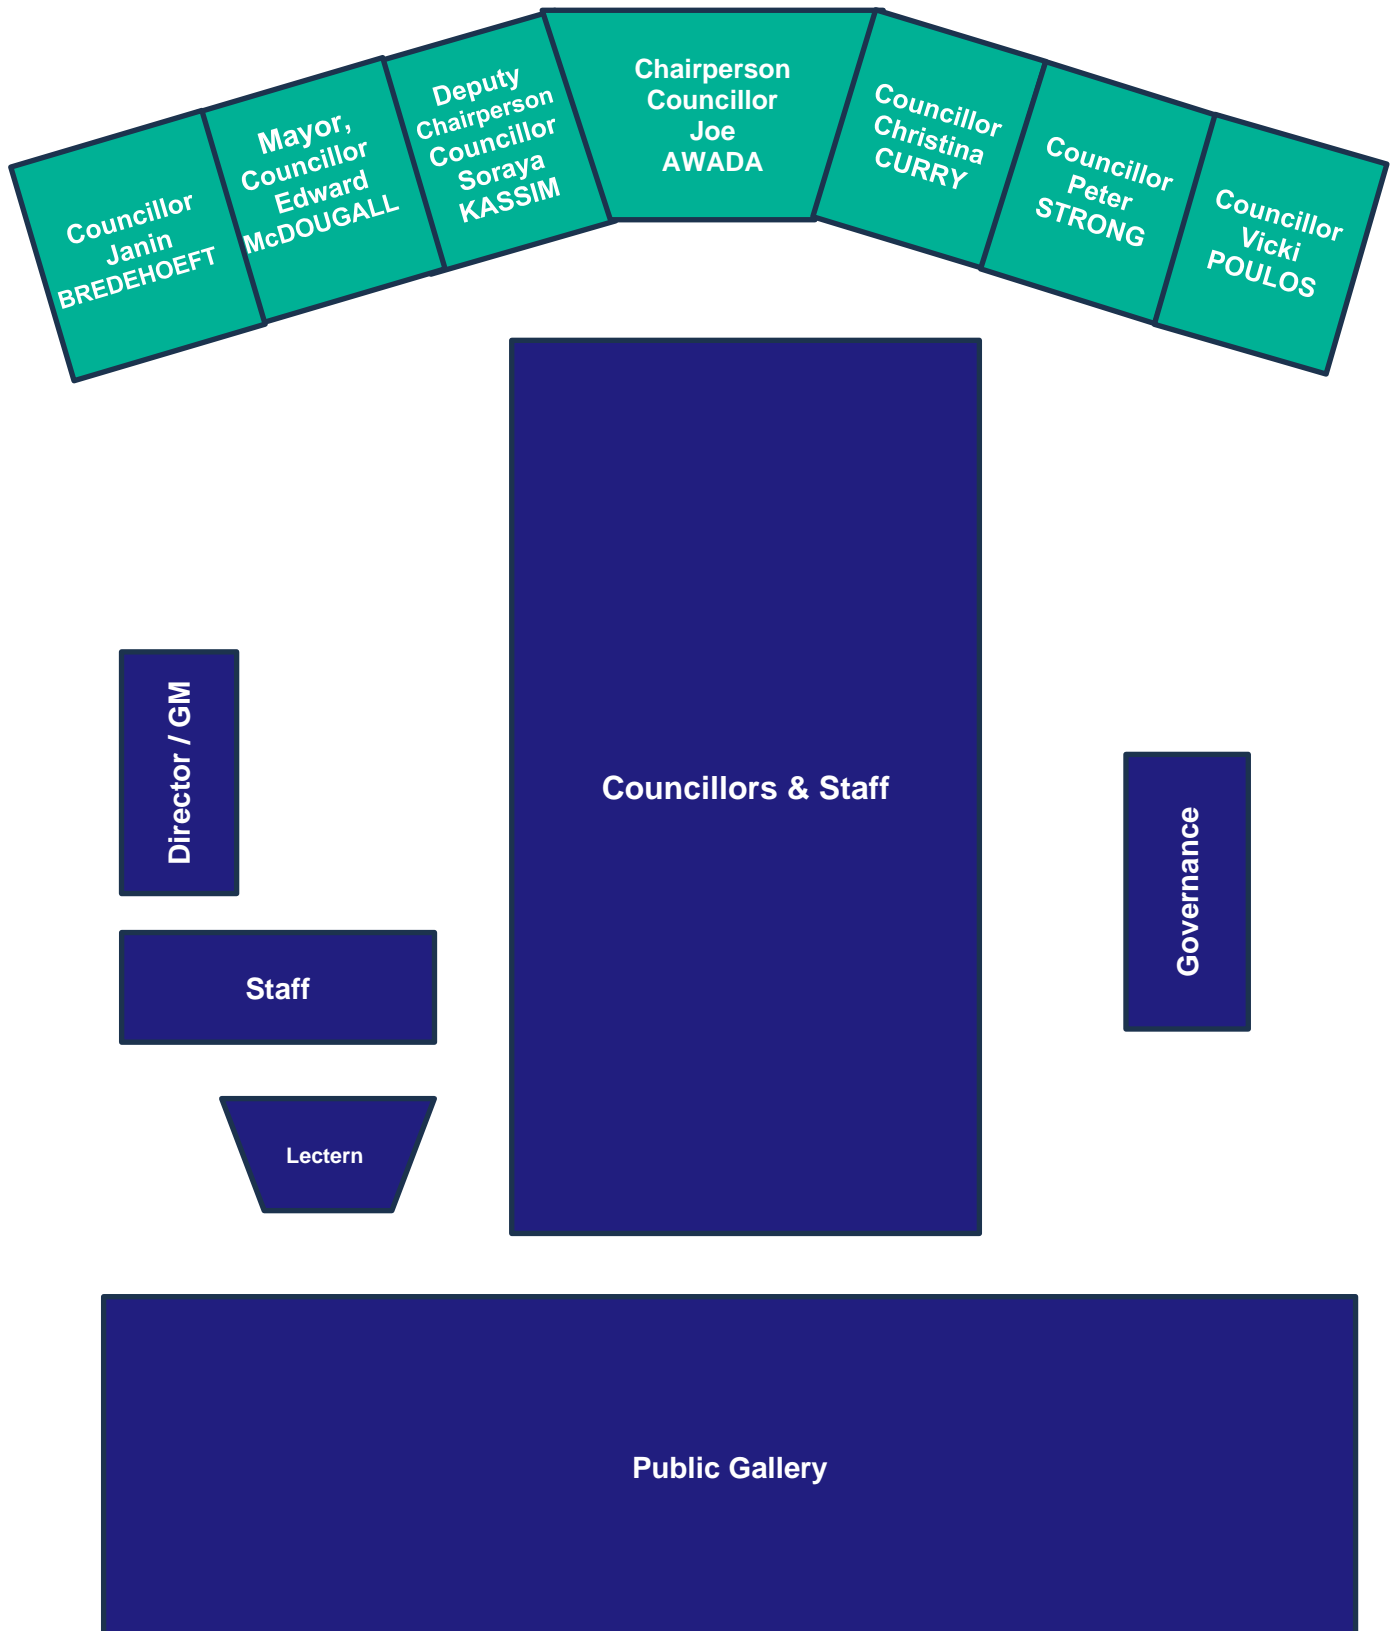 Councillor
Janin
BREDEHOEFT
Mayor,
Councillor
Edward
McDOUGALL
Deputy
Chairperson
Councillor
Soraya
KASSIM
Chairperson
Councillor
Joe
AWADA
Councillor
Christina
CURRY
Councillor
Peter
STRONG
Councillor
Vicki
POULOS
Director / GM
Councillors & Staff
Governance
Staff
Lectern
Public Gallery